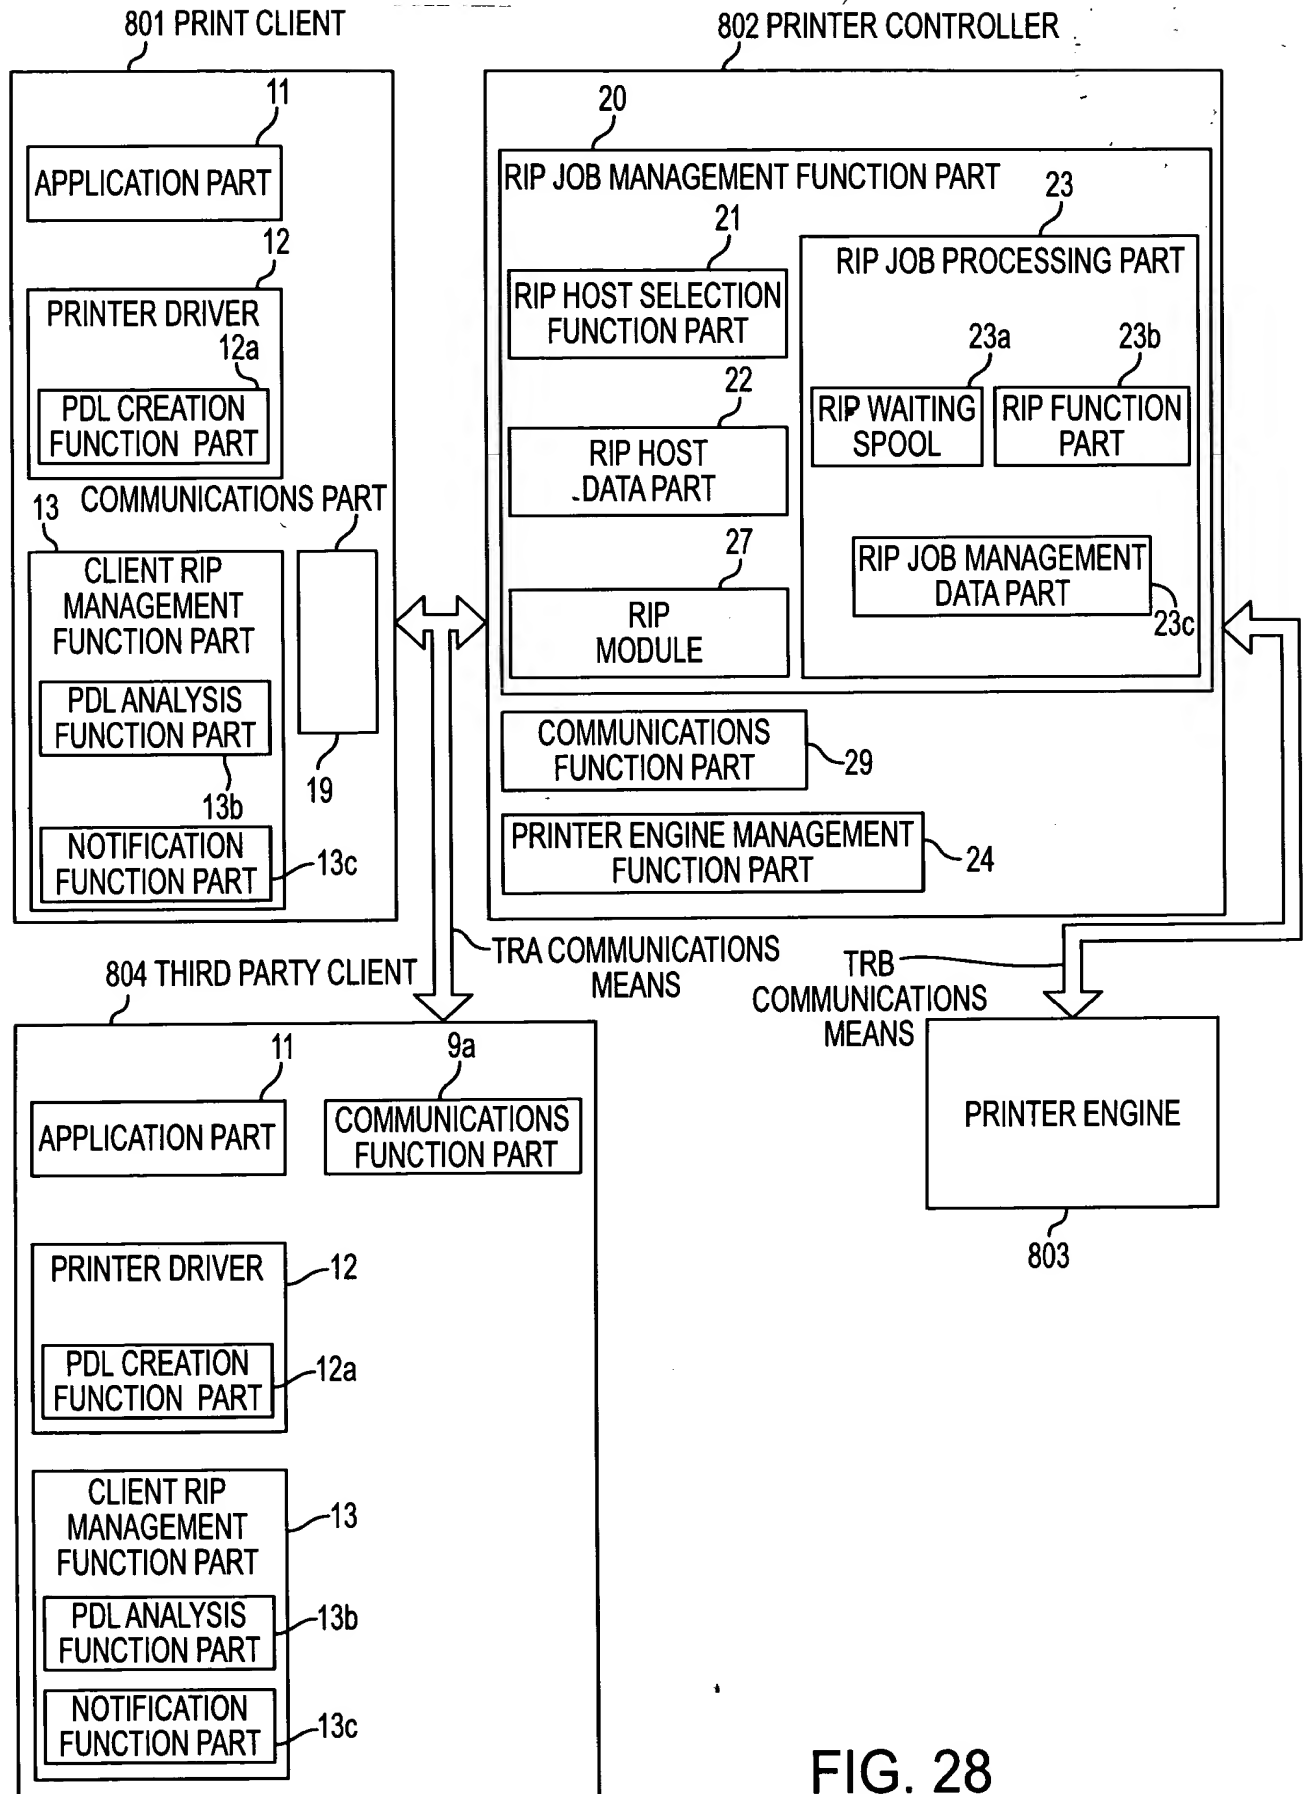 801 PRINT CLIENT
11
APPLICATION PART
12
PRINTER DRIVER
12a
PDL CREATION
FUNCTION PART
COMMUNICATIONS PART
13
CLIENT RIP
MANAGEMENT
FUNCTION PART
PDL ANALYSIS
FUNCTION PART
13b
19
NOTIFICATION
FUNCTION PART
13c
802 PRINTER CONTROLLER
20
RIP JOB MANAGEMENT FUNCTION PART
21
RIP HOST SELECTION
FUNCTION PART
22
RIP HOST
DATA PART
27
RIP
MODULE
23
RIP JOB PROCESSING PART
23a
RIP WAITING
SPOOL
23b
RIP FUNCTION
PART
RIP JOB MANAGEMENT
DATA PART
23c
COMMUNICATIONS
FUNCTION PART
29
PRINTER ENGINE MANAGEMENT
FUNCTION PART
24
TRA COMMUNICATIONS
MEANS
TRB
COMMUNICATIONS
MEANS
804 THIRD PARTY CLIENT
11
APPLICATION PART
9a
COMMUNICATIONS
FUNCTION PART
PRINTER DRIVER
12
PDL CREATION
FUNCTION PART
12a
CLIENT RIP
MANAGEMENT
FUNCTION PART
13
PDL ANALYSIS
FUNCTION PART
13b
NOTIFICATION
FUNCTION PART
13c
PRINTER ENGINE
803
FIG. 28